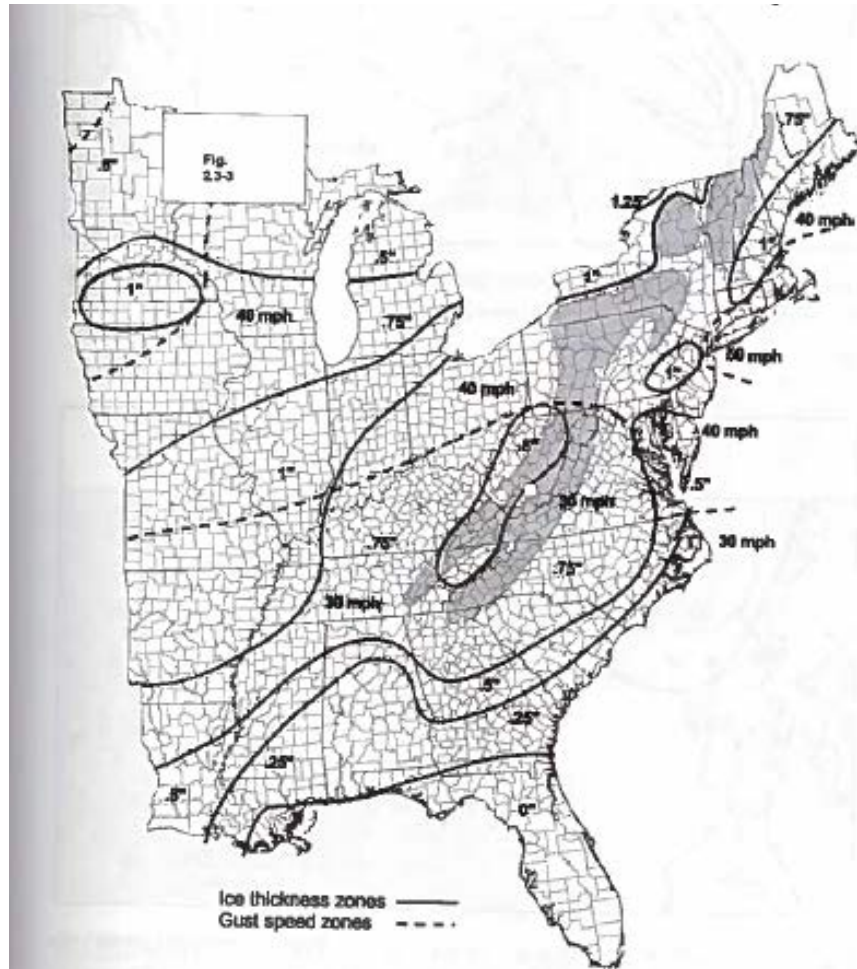 .75"
.5"
Fig.
2.3-3
1.25"
40 mph
1"
.5"
1"
1"
40 mph
.75"
50 mph
40 mph
1"
.5"
40 mph
1"
.5"
30 mph
.75"
30 mph
.75"
30 mph
.5"
.25"
.25"
.5"
0"
Ice thickness zones
Gust speed zones